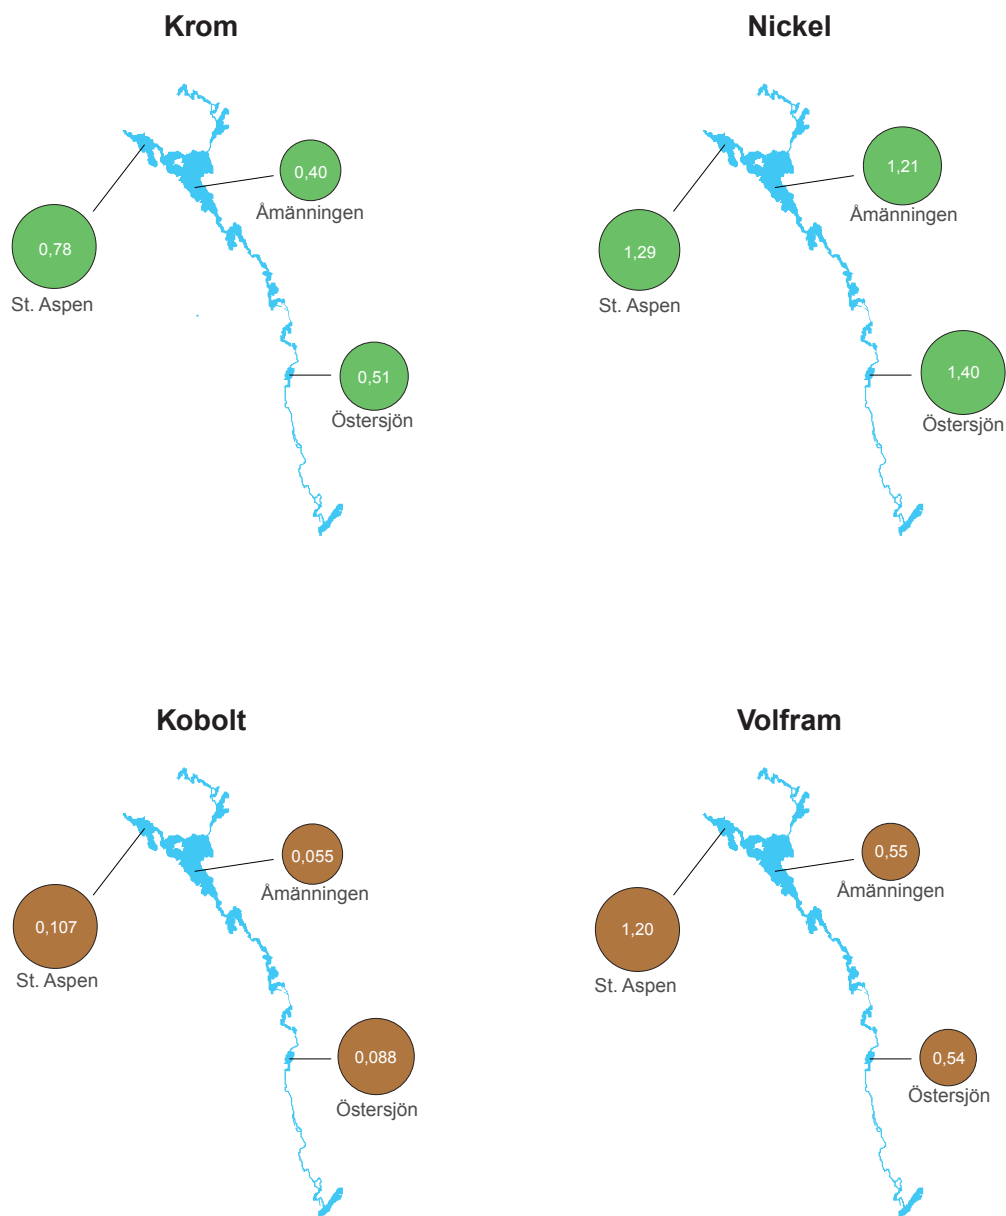 Krom
0,40
Åmänningen
0,78
St. Aspen
0,51
Östersjön
Nickel
1,21
Åmänningen
1,29
St. Aspen
1,40
Östersjön
Kobolt
0,055
Åmänningen
0,107
St. Aspen
0,088
Östersjön
Volfram
0,55
Åmänningen
1,20
St. Aspen
0,54
Östersjön